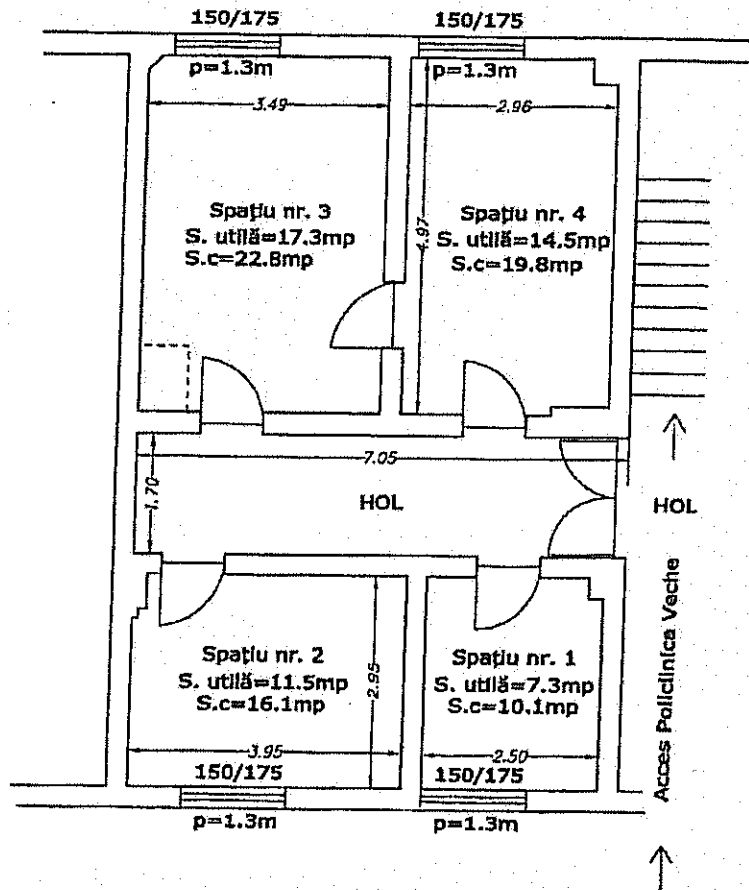 150/175
150/175
p=1.3m
p=1.3m
3.49
2.96
Spațiu nr. 3
S. utilă=17.3mp
S.c=22.8mp
4.97
Spațiu nr. 4
S. utilă=14.5mp
S.c=19.8mp
7.05
1.70
HOL
HOL
Acces Policlinica Veche
Spațiu nr. 2
S. utilă=11.5mp
S.c=16.1mp
2.95
Spațiu nr. 1
S. utilă=7.3mp
S.c=10.1mp
3.95
2.50
150/175
150/175
p=1.3m
p=1.3m